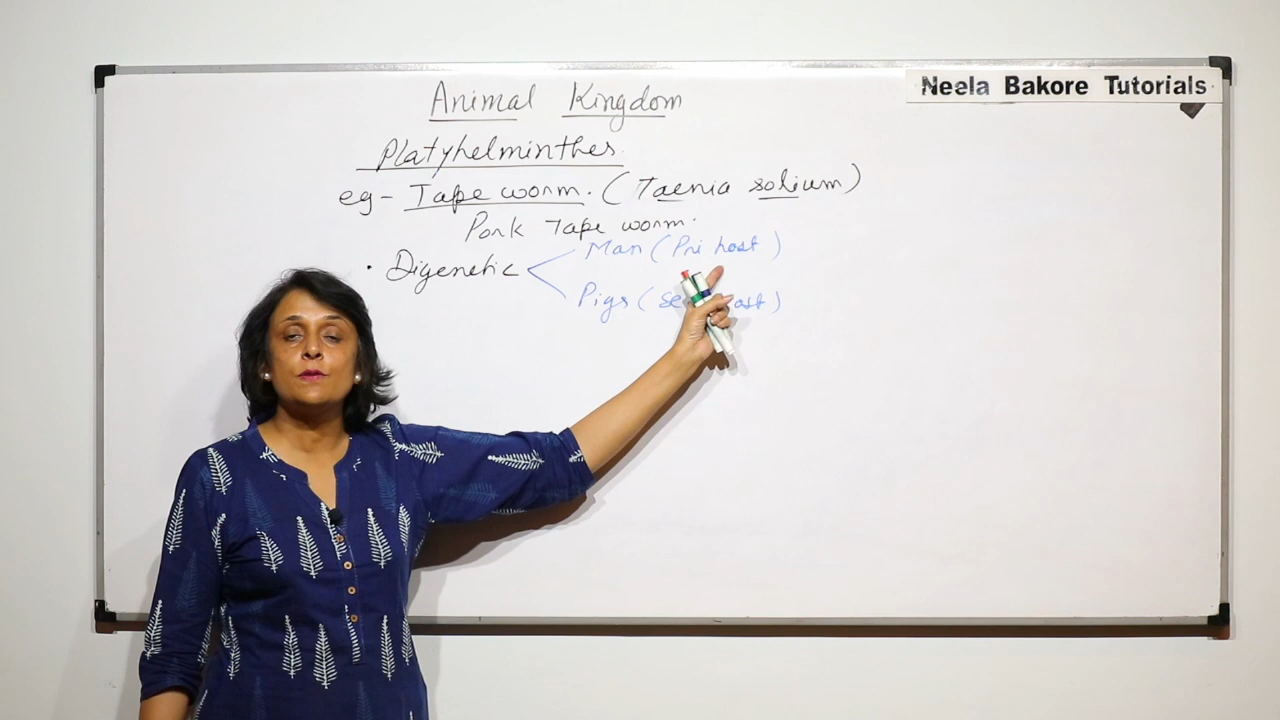 Neela Bakore Tutorials
Animal Kingdom
Platyhelminthes
eg- Tape worm. (Taenia solium)
Pork Tape worm.
Man (Pri host)
• Digenetic
Pigs (